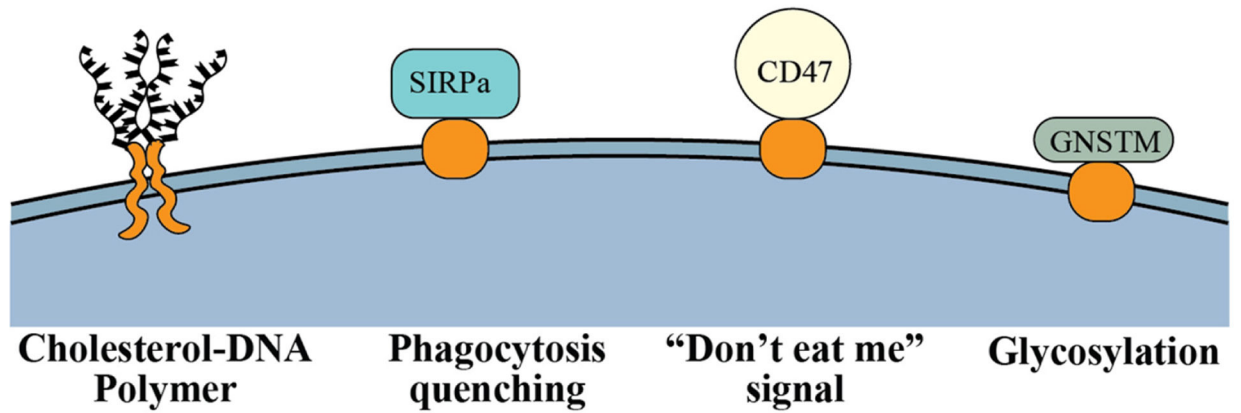 SIRPa
CD47
GNSTM
Cholesterol-DNA
Polymer
Phagocytosis
quenching
“Don’t eat me”
signal
Glycosylation